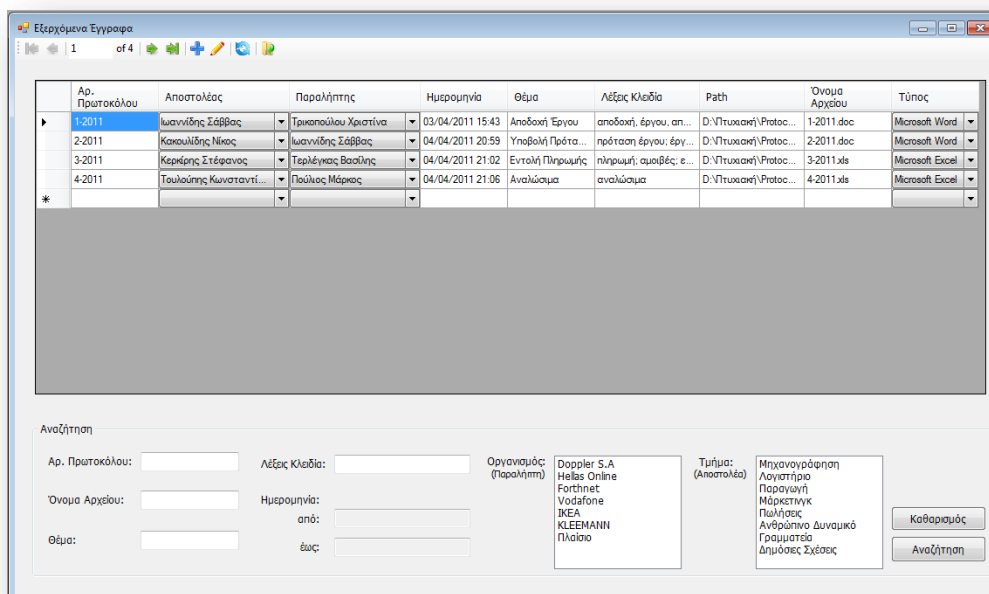 Εξερχόμενα Έγγραφα
1 of 4
Αρ. Πρωτοκόλου Αποστολέας Παραλήπτης Ημερομηνία Θέμα Λέξεις Κλειδία Path Όνομα Αρχείου Τύπος
1-2011 Ιωαννίδης Σάββας Τρικοπούλου Χριστίνα 03/04/2011 15:43 Αποδοχή Έργου αποδοχή, έργου, απ... D:\Πτυχιακή\Protoc... 1-2011.doc Microsoft Word
2-2011 Κακουλίδης Νίκος Ιωαννίδης Σάββας 04/04/2011 20:59 Υποβολή Πρότα... πρόταση έργου; έργ... D:\Πτυχιακή\Protoc... 2-2011.doc Microsoft Word
3-2011 Κερκίρης Στέφανος Τερλέγκας Βασίλης 04/04/2011 21:02 Εντολή Πληρωμής πληρωμή; αμοιβές; ε... D:\Πτυχιακή\Protoc... 3-2011.xls Microsoft Excel
4-2011 Τουλούπης Κωνσταντί... Πούλιος Μάρκος 04/04/2011 21:06 Αναλώσιμα αναλώσιμα D:\Πτυχιακή\Protoc... 4-2011.xls Microsoft Excel
Αναζήτηση
Αρ. Πρωτοκόλου:
Όνομα Αρχείου:
Θέμα:
Λέξεις Κλειδία:
Ημερομηνία:
από:
έως:
Οργανισμός:
(Παραλήπτη)
Doppler S.A
Hellas Online
Forthnet
Vodafone
IKEA
KLEEMANN
Πλαίσιο
Τμήμα:
(Αποστολέα)
Μηχανογράφηση
Λογιστήριο
Παραγωγή
Μάρκετινγκ
Πωλήσεις
Ανθρώπινο Δυναμικό
Γραμματεία
Δημόσιες Σχέσεις
Καθαρισμός
Αναζήτηση